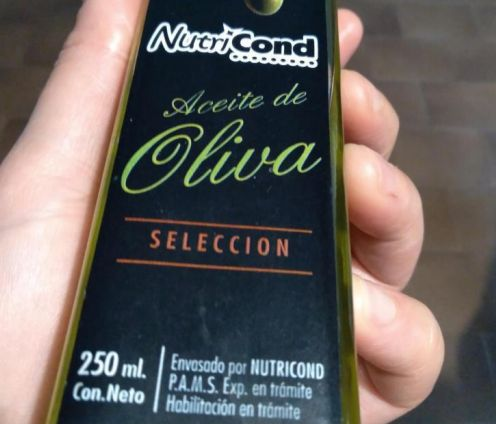 NutriCond
Aceite de
Oliva
SELECCION
250 ml.
Con.Neto
Envasado por NUTRICOND
P.A.M.S. Exp. en trámite
Habilitación en trámite